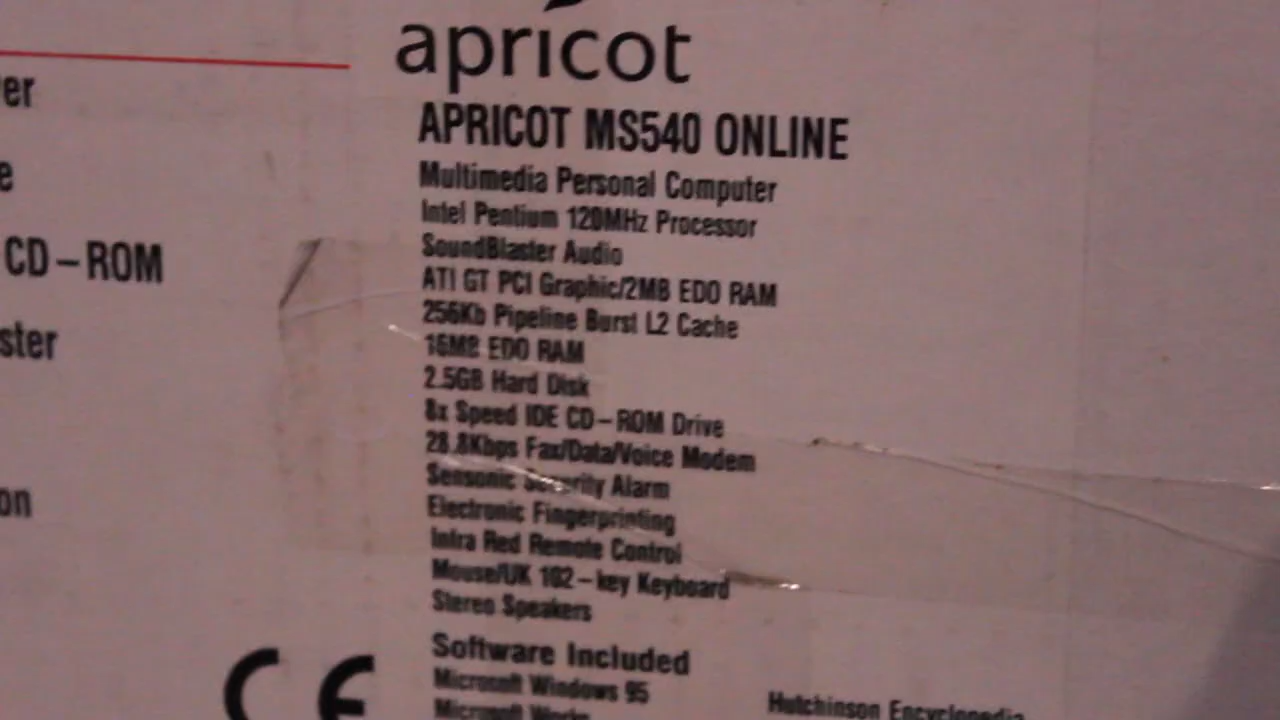 er
e
CD-ROM
ster
on
apricot
APRICOT MS540 ONLINE
Multimedia Personal Computer
Intel Pentium 120MHz Processor
SoundBlaster Audio
ATI GT PCI Graphic/2MB EDO RAM
256Kb Pipeline Burst L2 Cache
16MB EDO RAM
2.5GB Hard Disk
8x Speed IDE CD-ROM Drive
28.8Kbps Fax/Data/Voice Modem
Sensonic Security Alarm
Electronic Fingerprinting
Infra Red Remote Control
Mouse/UK 102-key Keyboard
Stereo Speakers
CE
Software Included
Microsoft Windows 95
Microsoft Works
Hutchinson Encyclopedia